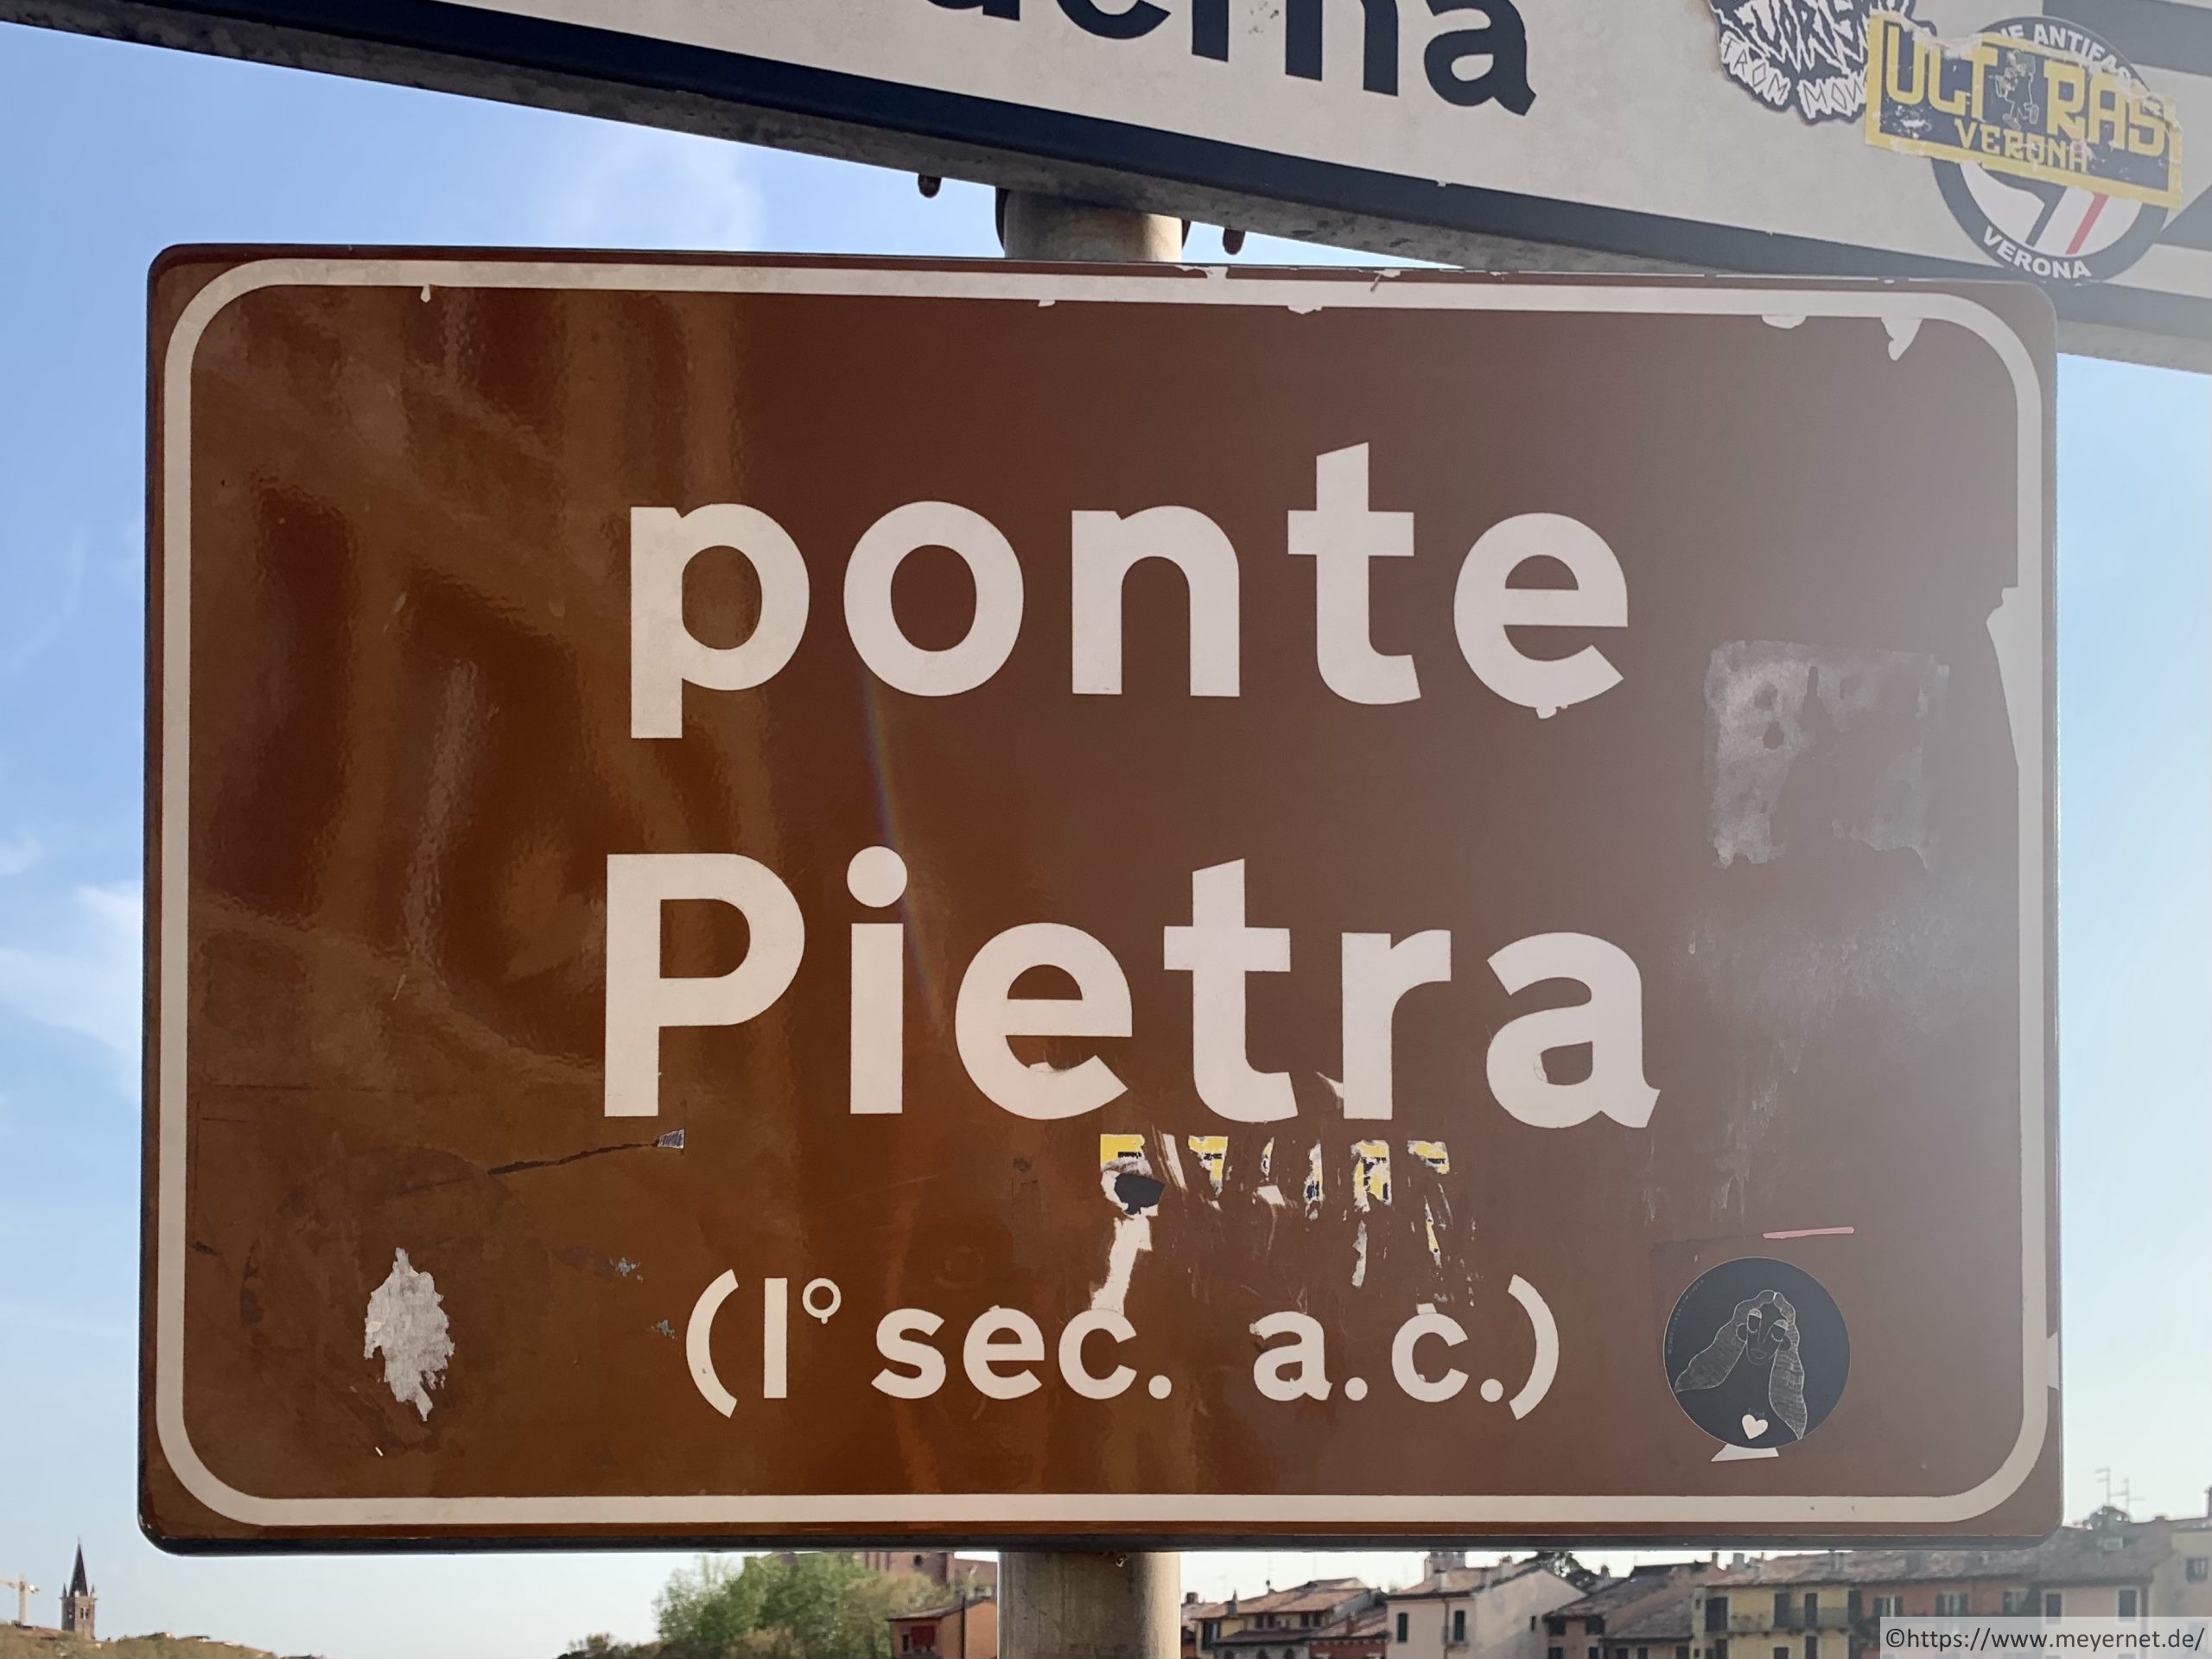 ULTRAS
VERONA
VERONA
ponte
Pietra
(I° sec. a.c.)
©https://www.meyernet.de/